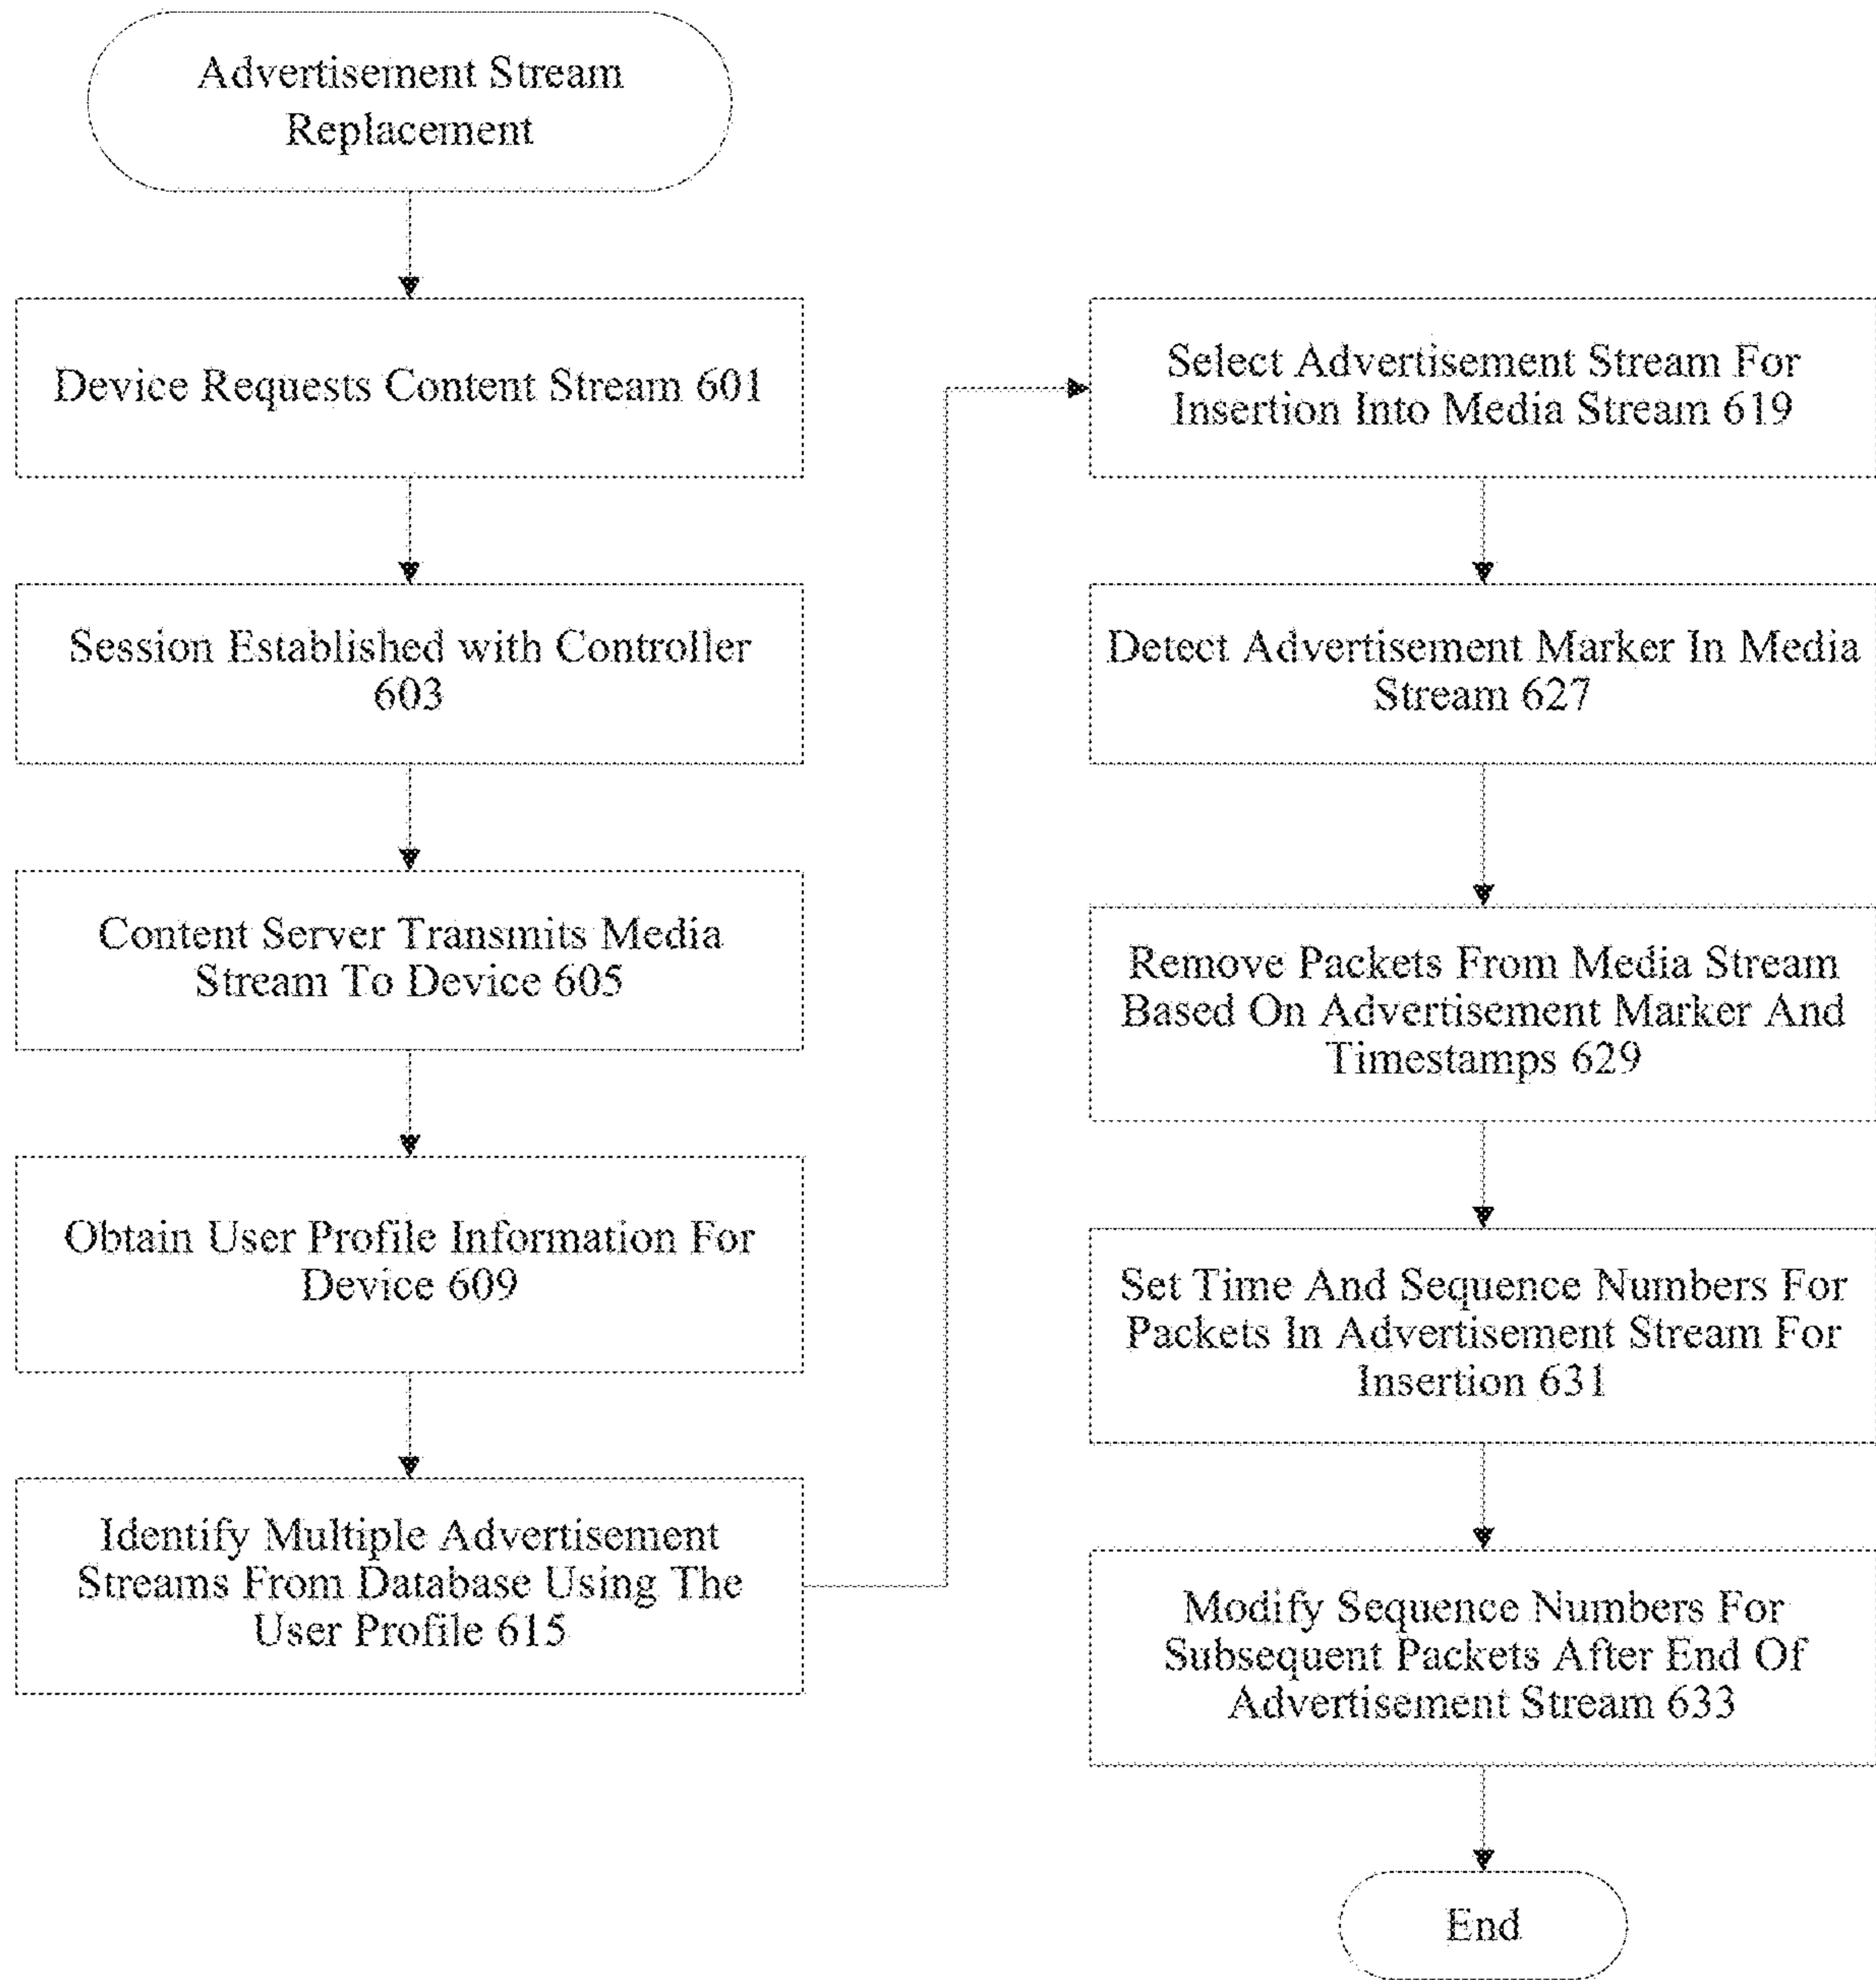 Advertisement Stream
Replacement
Device Requests Content Stream 601
Session Established with Controller
603
Content Server Transmits Media
Stream To Device 605
Obtain User Profile Information For
Device 609
Identify Multiple Advertisement
Streams From Database Using The
User Profile 615
Select Advertisement Stream For
Insertion Into Media Stream 619
Detect Advertisement Marker In Media
Stream 627
Remove Packets From Media Stream
Based On Advertisement Marker And
Timestamps 629
Set Time And Sequence Numbers For
Packets In Advertisement Stream For
Insertion 631
Modify Sequence Numbers For
Subsequent Packets After End Of
Advertisement Stream 633
End